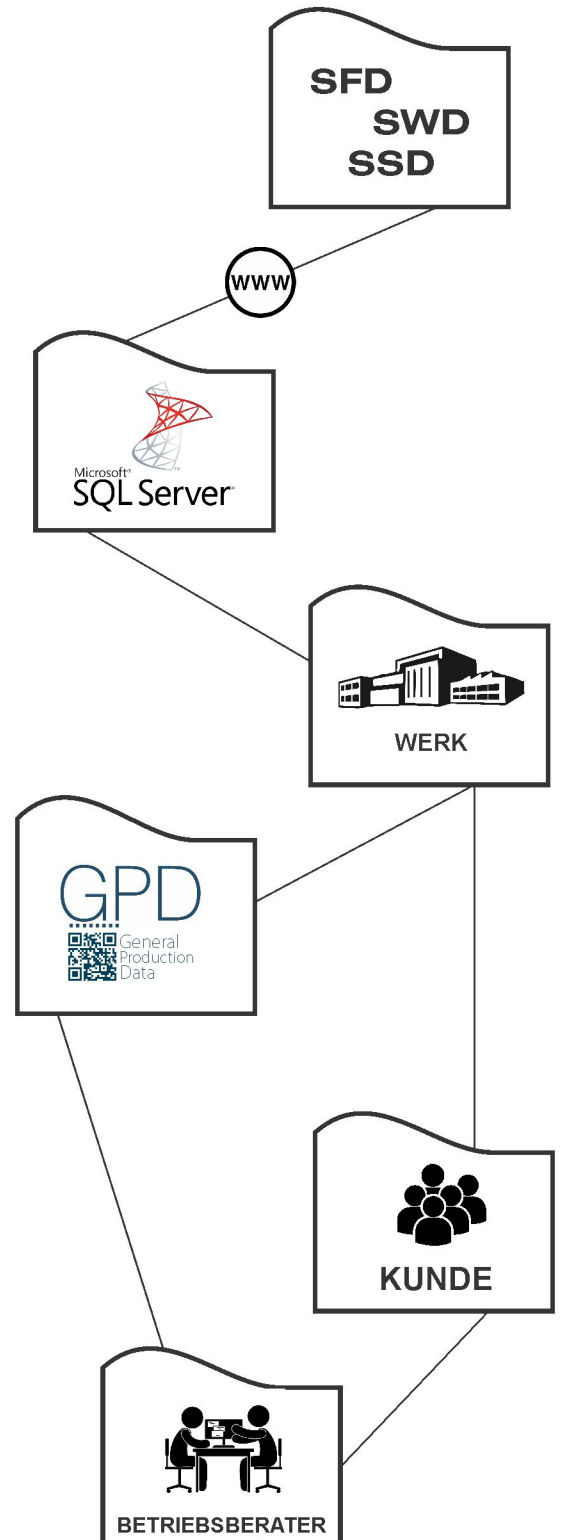 SFD
SWD
SSD
WWW
Microsoft®
SQL Server
WERK
GPD
General
Production
Data
KUNDE
BETRIEBSBERATER